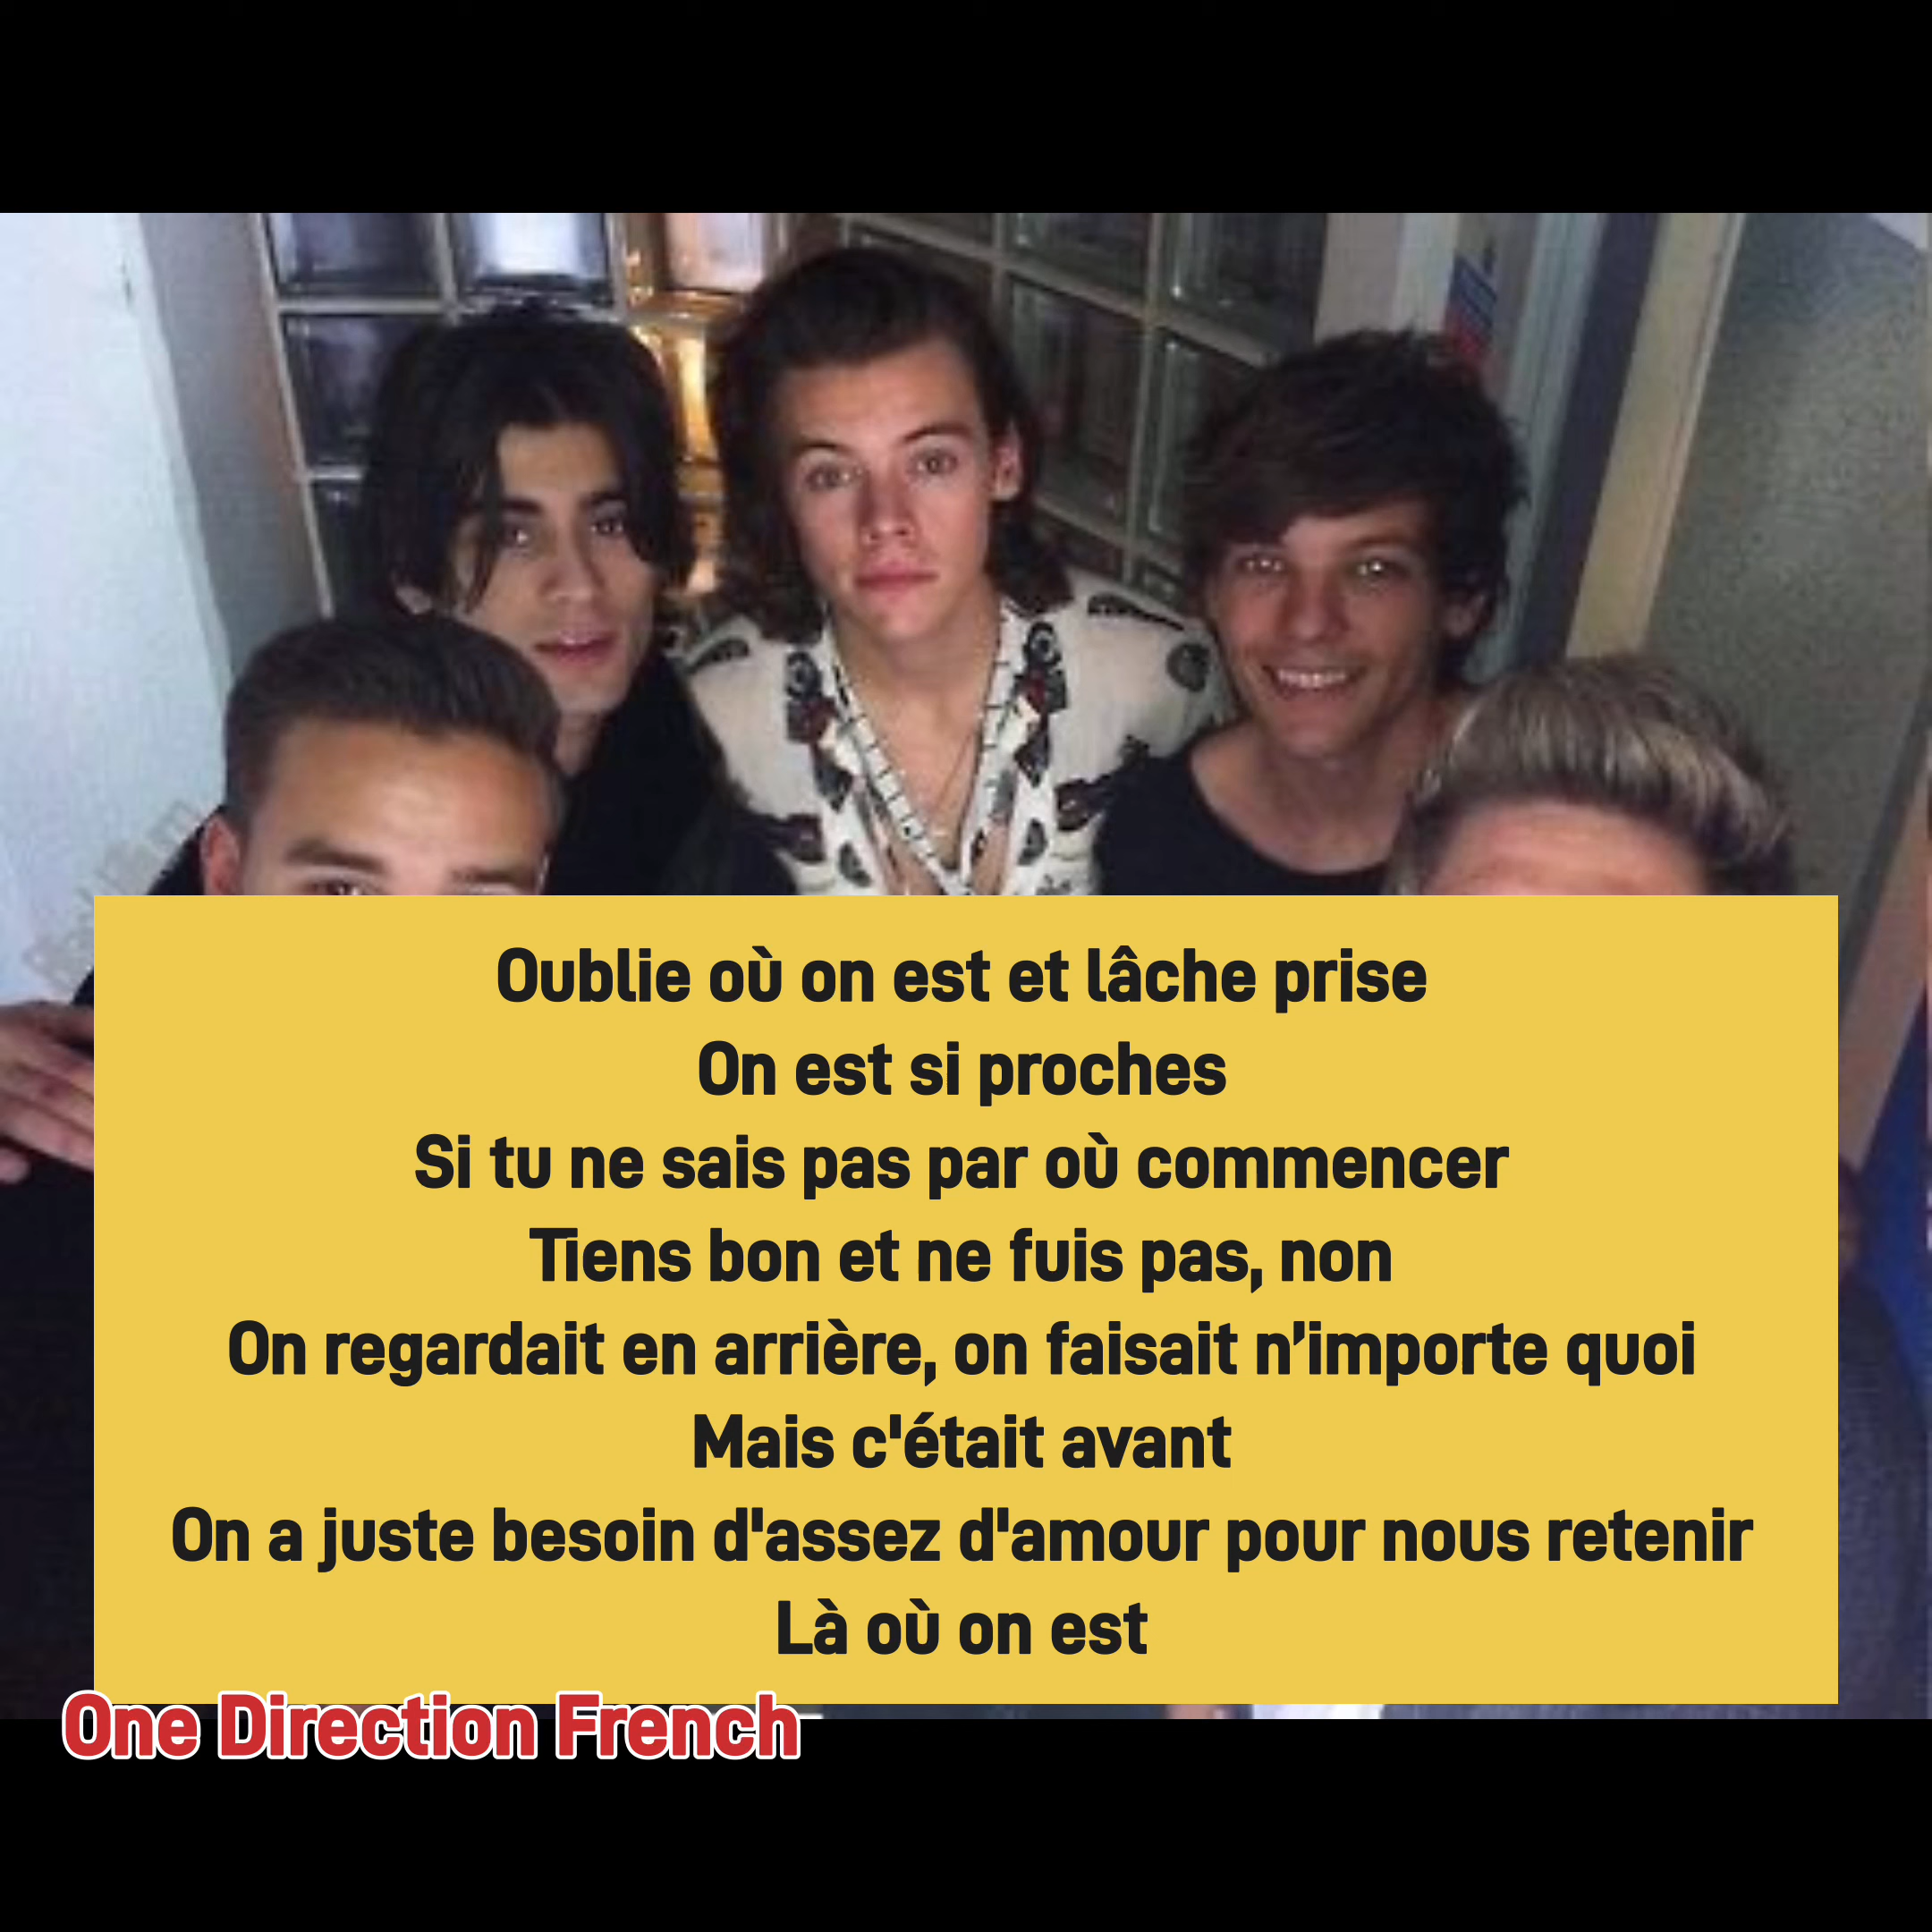 Oublie où on est et lâche prise
On est si proches
Si tu ne sais pas par où commencer
Tiens bon et ne fuis pas, non
On regardait en arrière, on faisait n’importe quoi
Mais c'était avant
On a juste besoin d'assez d'amour pour nous retenir
Là où on est
One Direction French